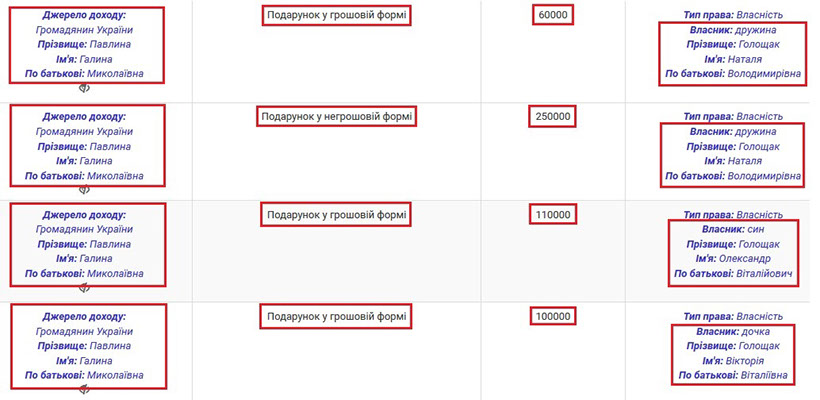 Джерело доходу:
Громадянин України
Прізвище: Павлина
Ім'я: Галина
По батькові: Миколаївна
Подарунок у грошовій формі
60000
Тип права: Власність
Власник: дружина
Прізвище: Голощак
Ім'я: Наталя
По батькові: Володимирівна
Джерело доходу:
Громадянин України
Прізвище: Павлина
Ім'я: Галина
По батькові: Миколаївна
Подарунок у негрошовій формі
250000
Тип права: Власність
Власник: дружина
Прізвище: Голощак
Ім'я: Наталя
По батькові: Володимирівна
Джерело доходу:
Громадянин України
Прізвище: Павлина
Ім'я: Галина
По батькові: Миколаївна
Подарунок у грошовій формі
110000
Тип права: Власність
Власник: син
Прізвище: Голощак
Ім'я: Олександр
По батькові: Віталійович
Джерело доходу:
Громадянин України
Прізвище: Павлина
Ім'я: Галина
По батькові: Миколаївна
Подарунок у грошовій формі
100000
Тип права: Власність
Власник: дочка
Прізвище: Голощак
Ім'я: Вікторія
По батькові: Віталіївна